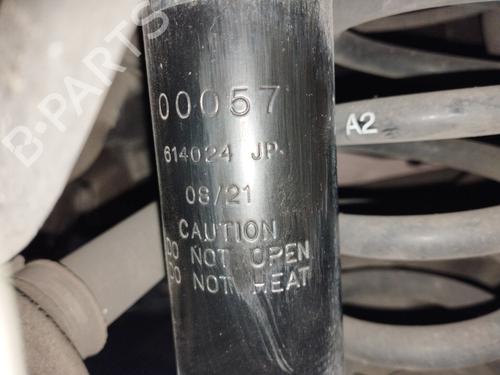 00057
A2
614024 JP
08/21
CAUTION
DO NOT OPEN
DO NOT HEAT
B-PARTS